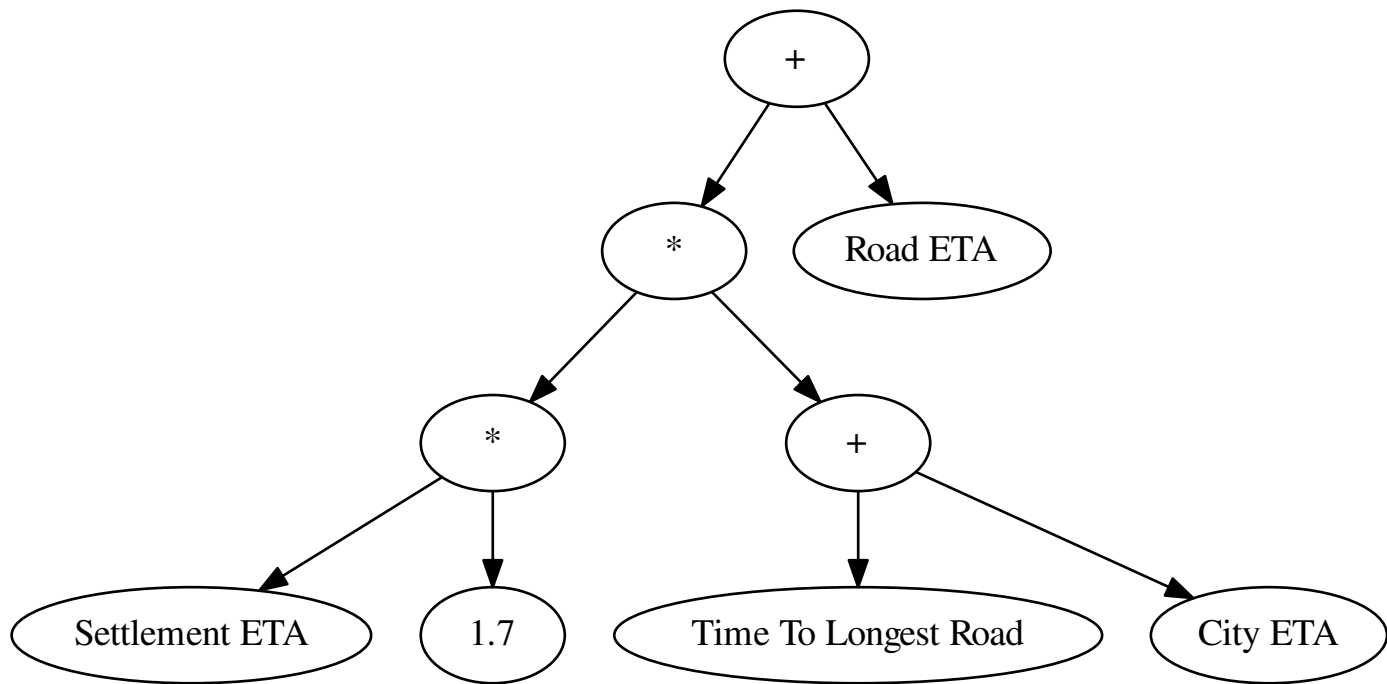 +
*
Road ETA
*
+
Settlement ETA
1.7
Time To Longest Road
City ETA